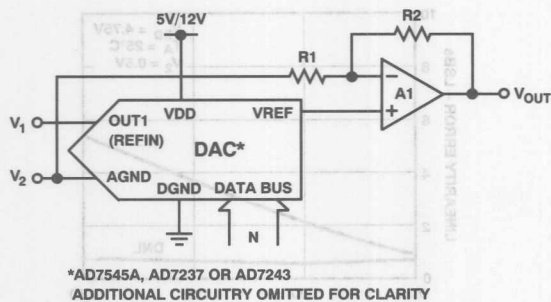 5V/12V
R2
R1
A1
VOUT
V1
OUT1
VDD
VREF
(REFIN)
DAC*
V2
AGND
DGND
DATA BUS
N
*AD7545A, AD7237 OR AD7243
ADDITIONAL CIRCUITRY OMITTED FOR CLARITY